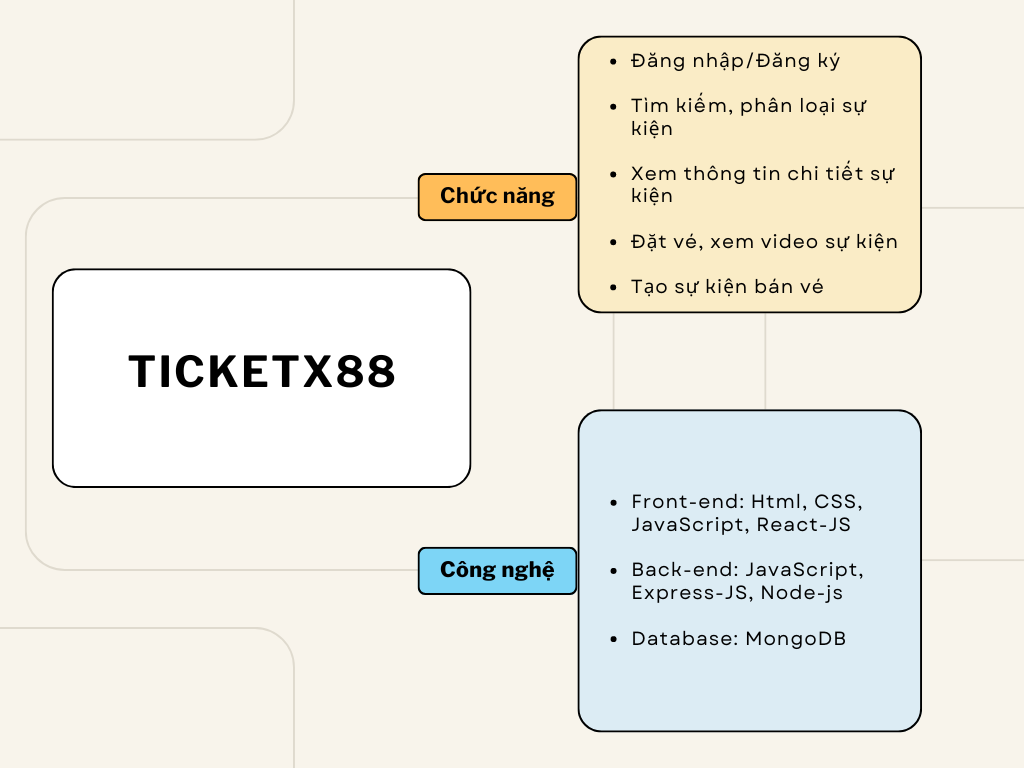 TICKETX88
Chức năng
• Đăng nhập/Đăng ký
• Tìm kiếm, phân loại sự
kiện
• Xem thông tin chi tiết sự
kiện
• Đặt vé, xem video sự kiện
• Tạo sự kiện bán vé
Công nghệ
• Front-end: Html, CSS,
JavaScript, React-JS
• Back-end: JavaScript,
Express-JS, Node-js
• Database: MongoDB